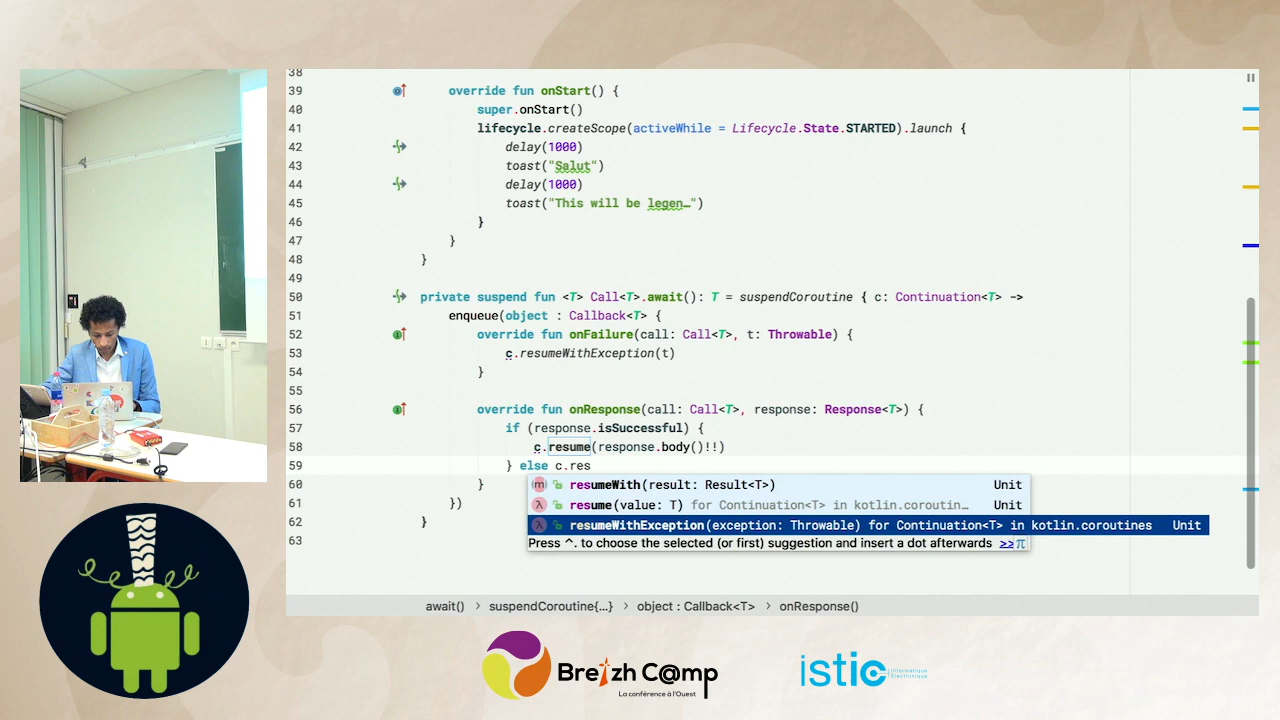 38
39 override fun onStart() {
40 super.onStart()
41 lifecycle.createScope(activeWhile = Lifecycle.State.STARTED).launch {
42 delay(1000)
43 toast("Salut")
44 delay(1000)
45 toast("This will be legen…")
46 }
47 }
48 }
49
50 private suspend fun <T> Call<T>.await(): T = suspendCoroutine { c: Continuation<T> ->
51 enqueue(object : Callback<T> {
52 override fun onFailure(call: Call<T>, t: Throwable) {
53 c.resumeWithException(t)
54 }
55
56 override fun onResponse(call: Call<T>, response: Response<T>) {
57 if (response.isSuccessful) {
58 c.resume(response.body()!!)
59 } else c.res
60 }
61 })
62 }
63
m resumeWith(result: Result<T>) Unit
λ resume(value: T) for Continuation<T> in kotlin.coroutin… Unit
λ resumeWithException(exception: Throwable) for Continuation<T> in kotlin.coroutines Unit
Press ^. to choose the selected (or first) suggestion and insert a dot afterwards >> π
await() › suspendCoroutine{...} › object : Callback<T> › onResponse()
Breizh C@mp
La conférence à l'Ouest
istic
Informatique
Électronique